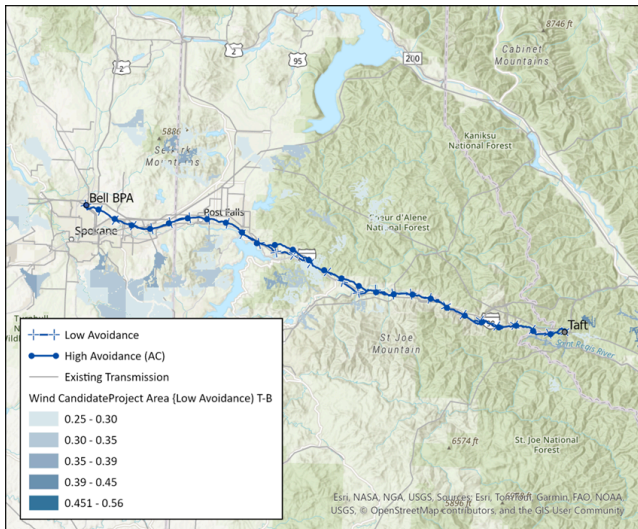 8746 ft
2
2
95
200
Cabinet
Mountains
5886
Selkirk
Mountains
Kaniksu
National Forest
Bell BPA
Post Falls
Coeur d'Alene
National Forest
Spokane
Turnbull
Taft
Saint Regis River
St Joe
Mountain
Low Avoidance
High Avoidance (AC)
Existing Transmission
Wind CandidateProject Area {Low Avoidance) T-B
0.25 - 0.30
0.30 - 0.35
0.35 - 0.39
0.39 - 0.45
0.451 - 0.56
6574 ft
St. Joe National
Forest
5896 ft
Esri, NASA, NGA, USGS, Sources: Esri, TomTom, Garmin, FAO, NOAA,
USGS, © OpenStreetMap contributors, and the GIS User Community